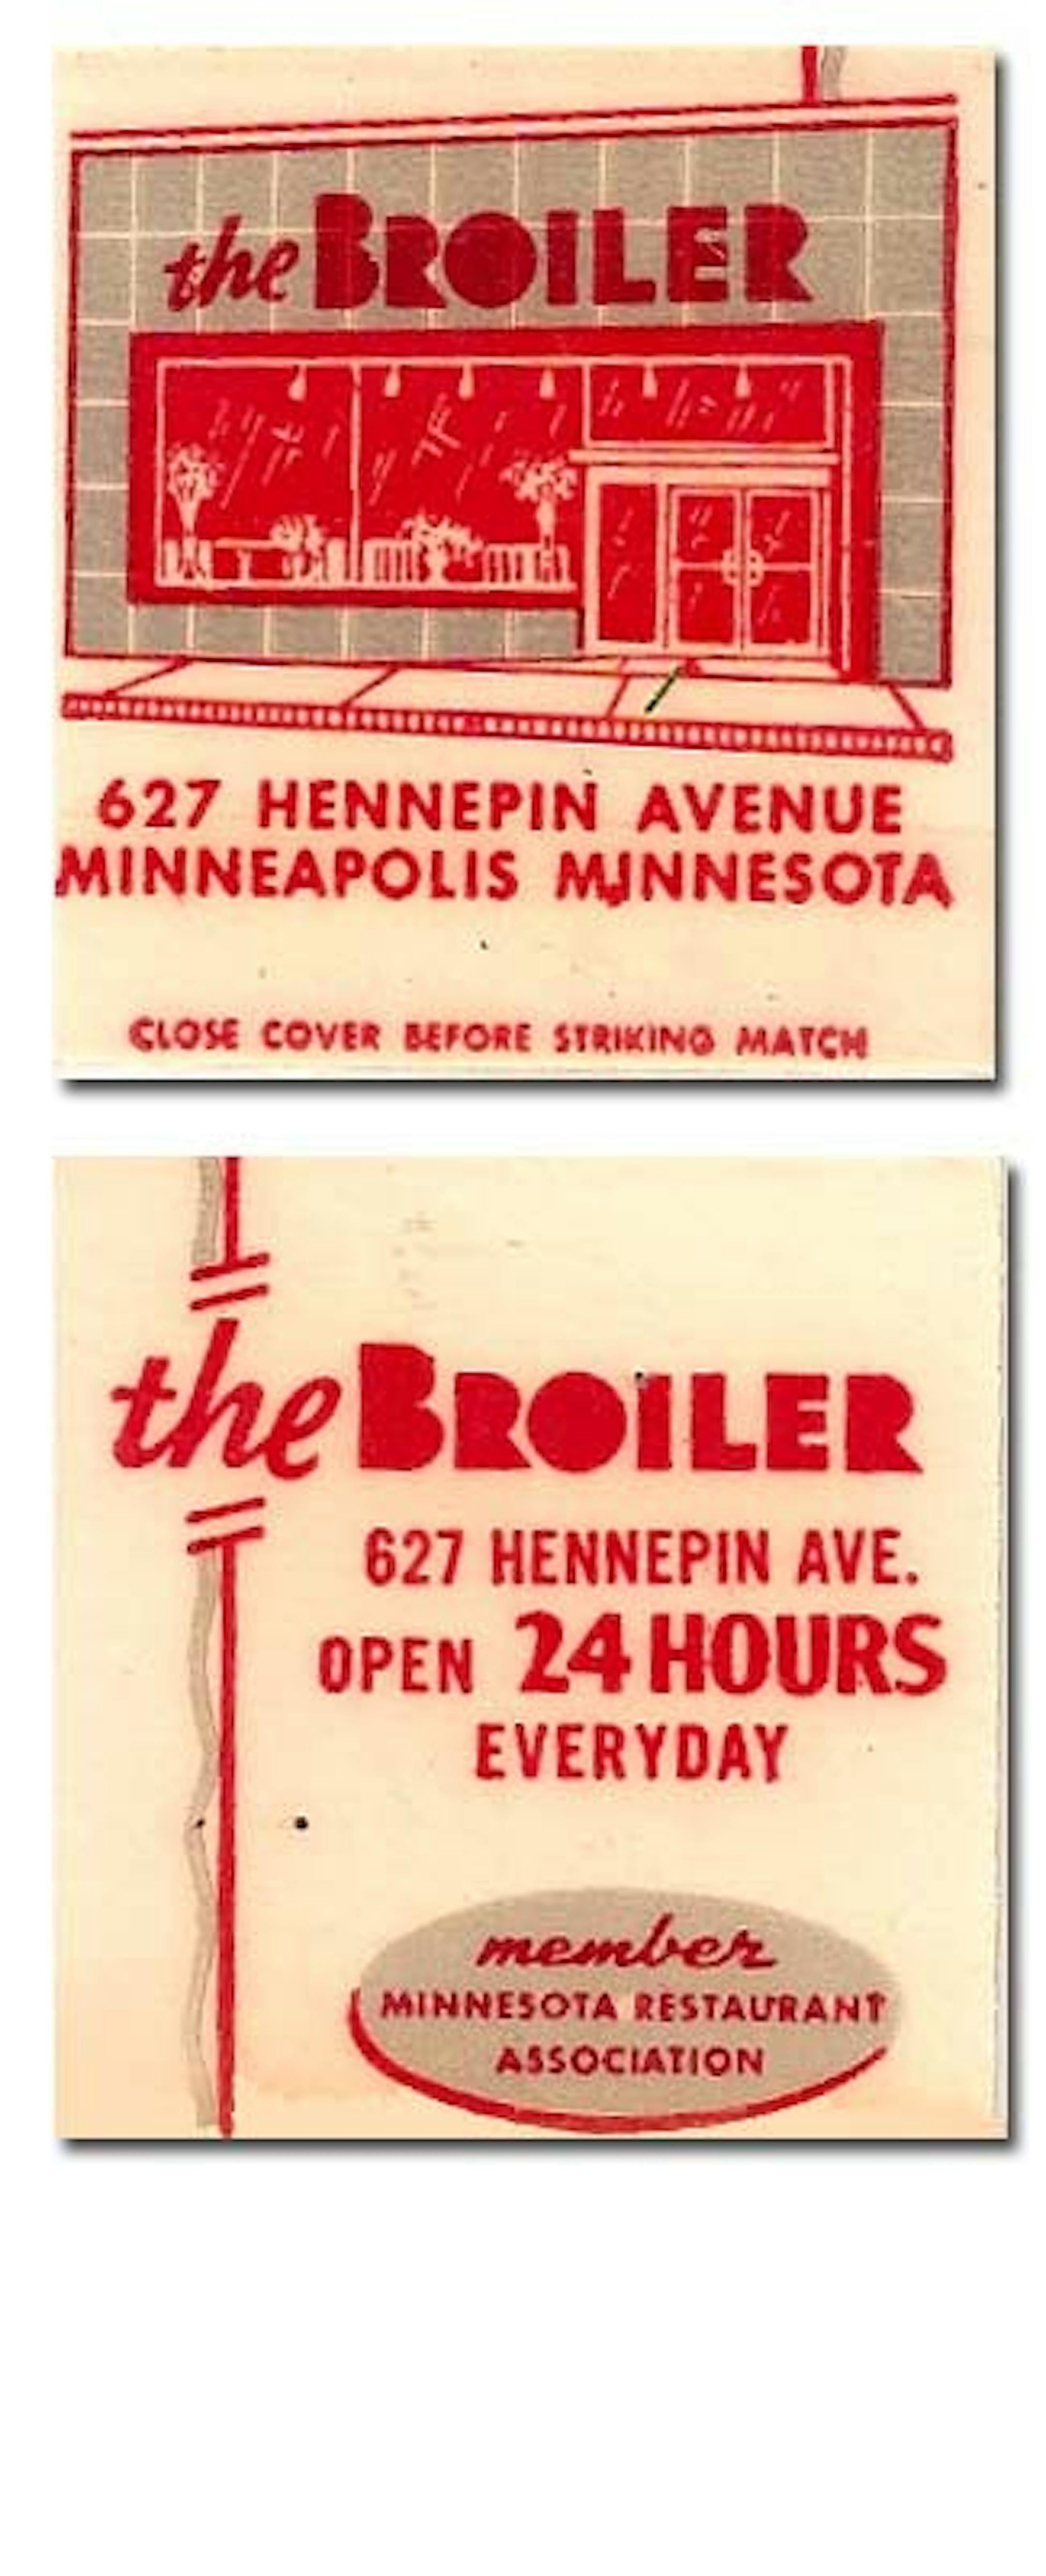 the BROILER
627 HENNEPIN AVENUE
MINNEAPOLIS MINNESOTA
CLOSE COVER BEFORE STRIKING MATCH
the BROILER
627 HENNEPIN AVE.
OPEN 24 HOURS
EVERYDAY
member
MINNESOTA RESTAURANT
ASSOCIATION